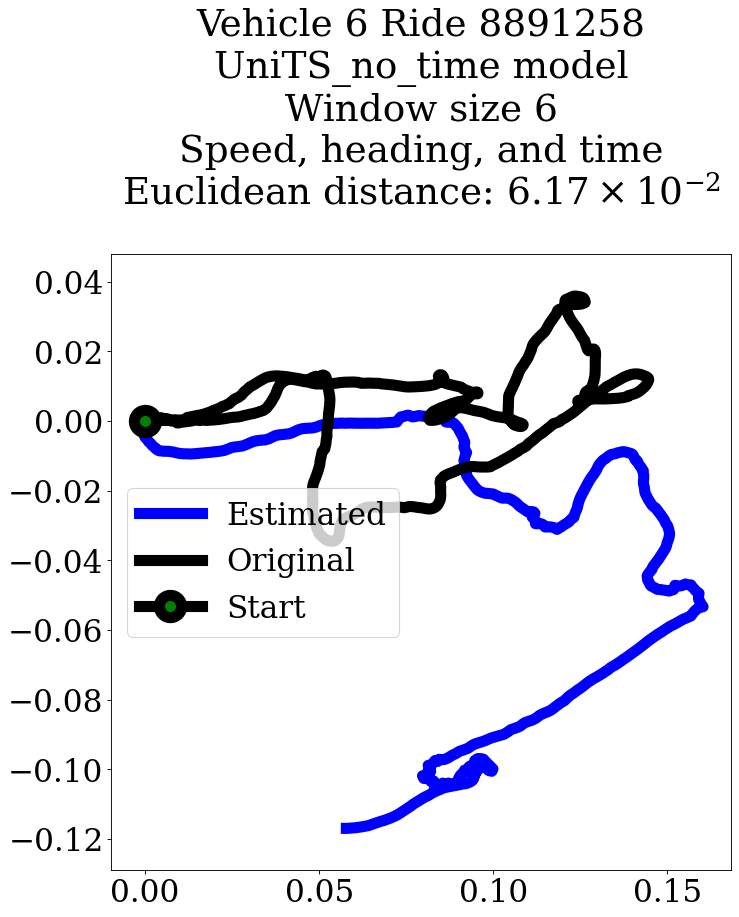 Vehicle 6 Ride 8891258
UniTS_no_time model
Window size 6
Speed, heading, and time
Euclidean distance: 6.17 × 10⁻²
0.04
0.02
0.00
−0.02
−0.04
−0.06
−0.08
−0.10
−0.12
Estimated
Original
Start
0.00 0.05 0.10 0.15